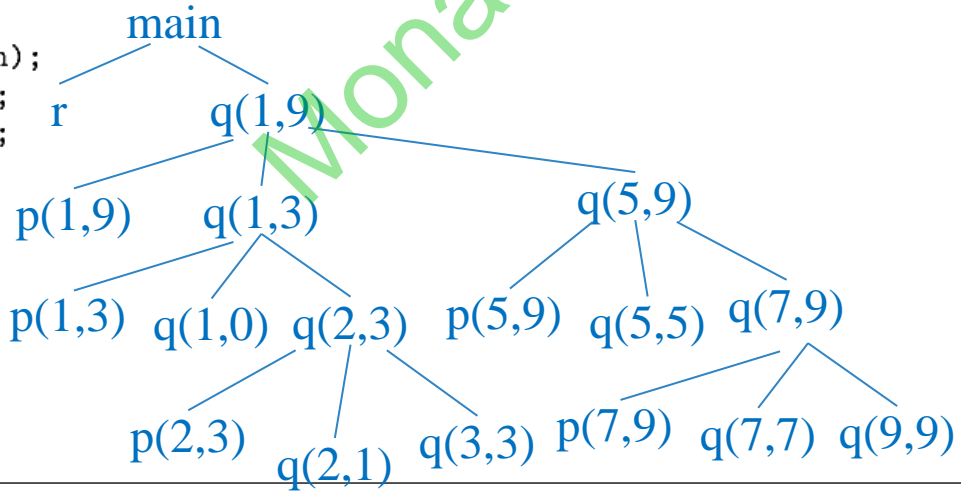 main
n);
;
r q(1,9)
;
p(1,9) q(1,3) q(5,9)
p(1,3) q(1,0) q(2,3) p(5,9) q(5,5) q(7,9)
p(2,3) q(2,1) q(3,3) p(7,9) q(7,7) q(9,9)